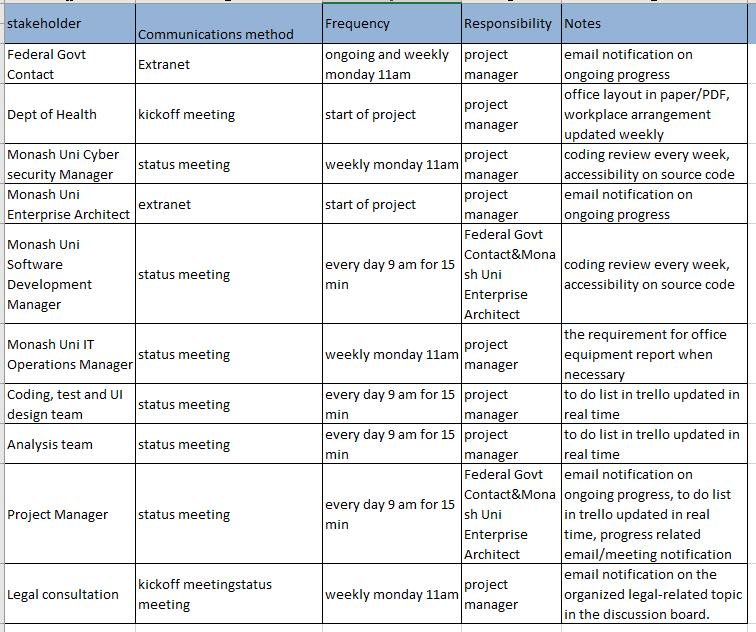 stakeholder
Communications method
Frequency
Responsibility
Notes
Federal Govt
Contact
Extranet
ongoing and weekly
monday 11am
project
manager
email notification on
ongoing progress
Dept of Health
kickoff meeting
start of project
project
manager
office layout in paper/PDF,
workplace arrangement
updated weekly
Monash Uni Cyber
security Manager
status meeting
weekly monday 11am
project
manager
coding review every week,
accessibility on source code
Monash Uni
Enterprise Architect
extranet
start of project
project
manager
email notification on
ongoing progress
Monash Uni
Software
Development
Manager
status meeting
every day 9 am for 15
min
Federal Govt
Contact&Mona
sh Uni
Enterprise
Architect
coding review every week,
accessibility on source code
Monash Uni IT
Operations Manager
status meeting
weekly monday 11am
project
manager
the requirement for office
equipment report when
necessary
Coding, test and UI
design team
status meeting
every day 9 am for 15
min
project
manager
to do list in trello updated in
real time
Analysis team
status meeting
every day 9 am for 15
min
project
manager
to do list in trello updated in
real time
Project Manager
status meeting
every day 9 am for 15
min
Federal Govt
Contact&Mona
sh Uni
Enterprise
Architect
email notification on
ongoing progress, to do list
in trello updated in real
time, progress related
email/meeting notification
Legal consultation
kickoff meetingstatus
meeting
weekly monday 11am
project
manager
email notification on the
organized legal-related topic
in the discussion board.